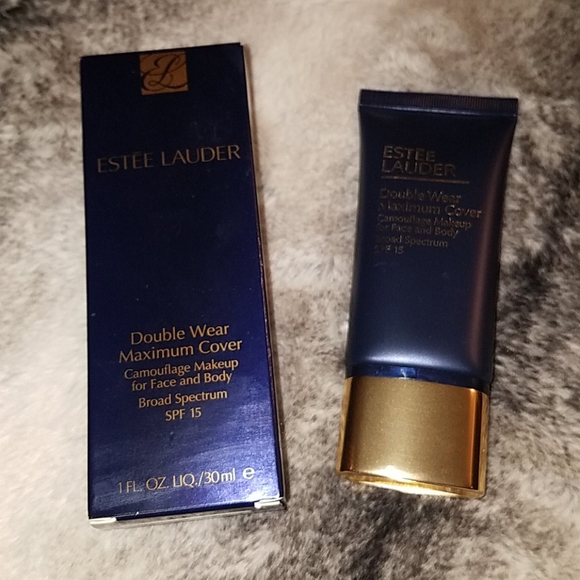 ESTĒE LAUDER
Double Wear
Maximum Cover
Camouflage Makeup
for Face and Body
Broad Spectrum
SPF 15
1 FL. OZ. LIQ./30ml e
ESTĒE
LAUDER
Double Wear
Maximum Cover
Camouflage Makeup
for Face and Body
Broad Spectrum
SPF 15